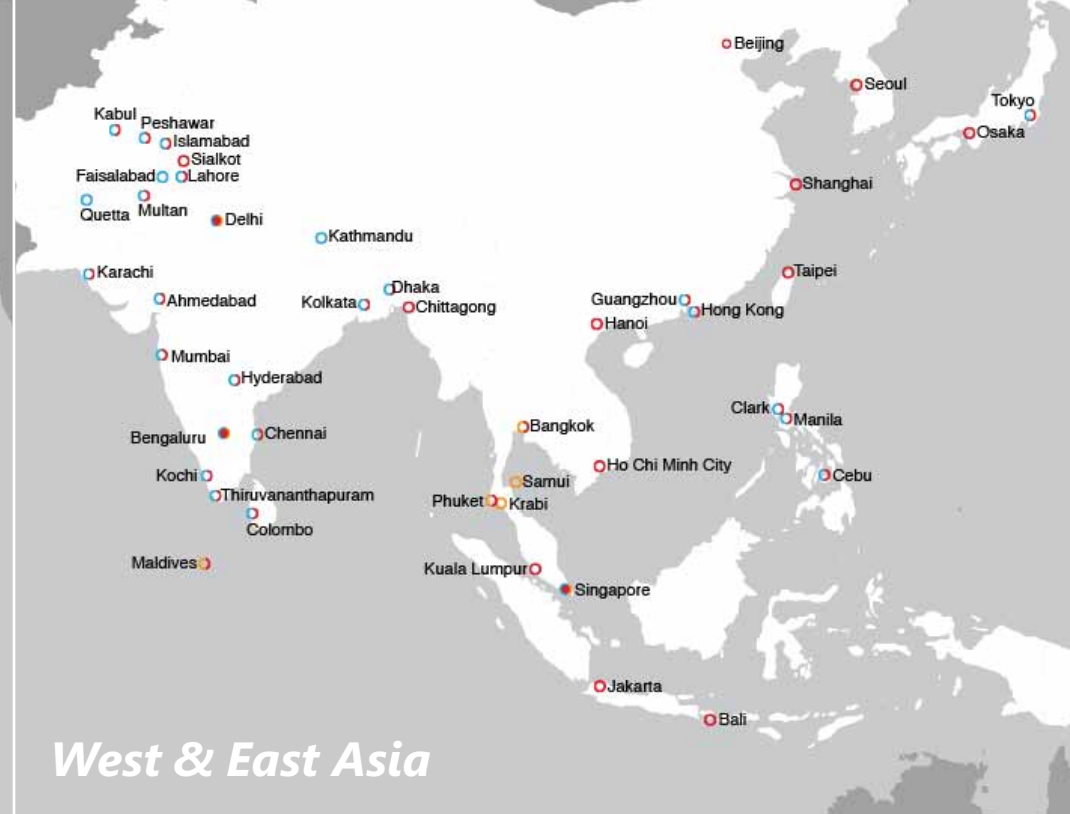 Beijing
Seoul
Tokyo
Osaka
Kabul
Peshawar
Islamabad
Sialkot
Faisalabad
Lahore
Shanghai
Quetta
Multan
Delhi
Kathmandu
Karachi
Taipei
Ahmedabad
Kolkata
Dhaka
Chittagong
Guangzhou
Hong Kong
Hanoi
Mumbai
Hyderabad
Clark
Manila
Bengaluru
Chennai
Bangkok
Ho Chi Minh City
Kochi
Cebu
Samui
Thiruvananthapuram
Phuket
Krabi
Colombo
Maldives
Kuala Lumpur
Singapore
Jakarta
Bali
West & East Asia